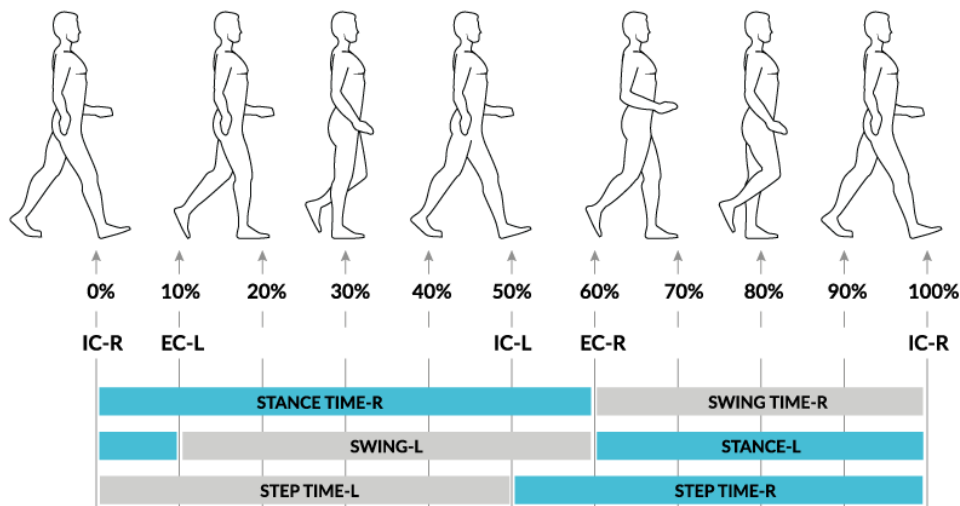 0% 10% 20% 30% 40% 50% 60% 70% 80% 90% 100%
IC-R EC-L IC-L EC-R IC-R
STANCE TIME-R SWING TIME-R
SWING-L STANCE-L
STEP TIME-L STEP TIME-R